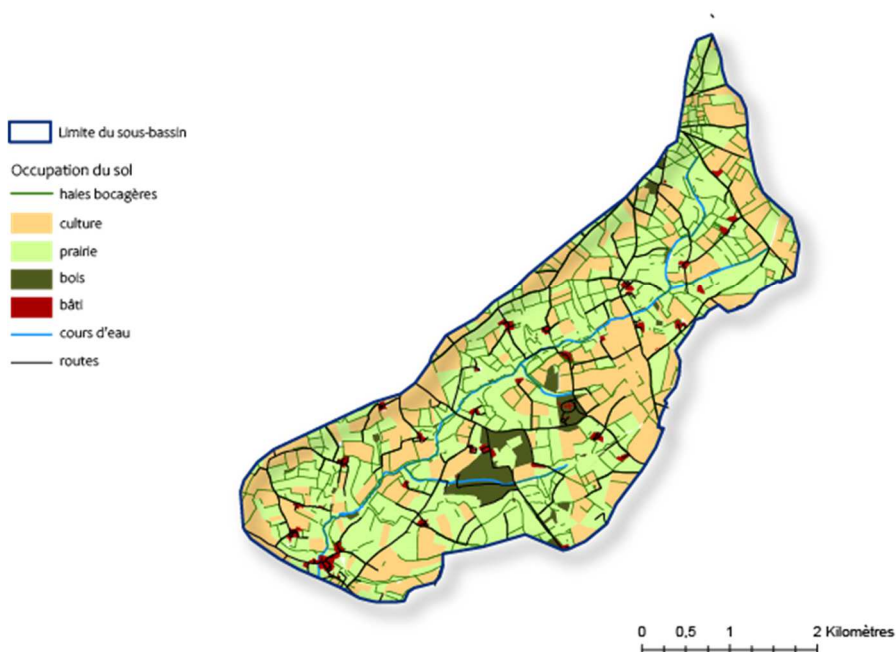 Limite du sous-bassin
Occupation du sol
haies bocagères
culture
prairie
bois
bâti
cours d'eau
routes
0 0,5 1 2 Kilomètres